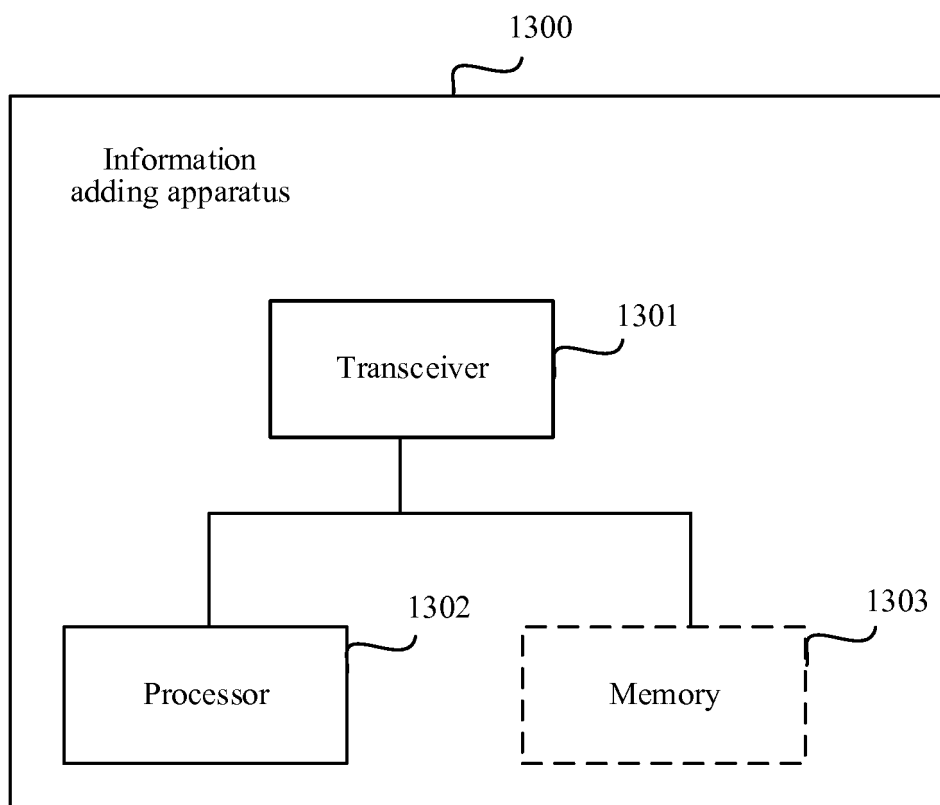 1300
Information
adding apparatus
1301
Transceiver
1302
1303
Processor
Memory